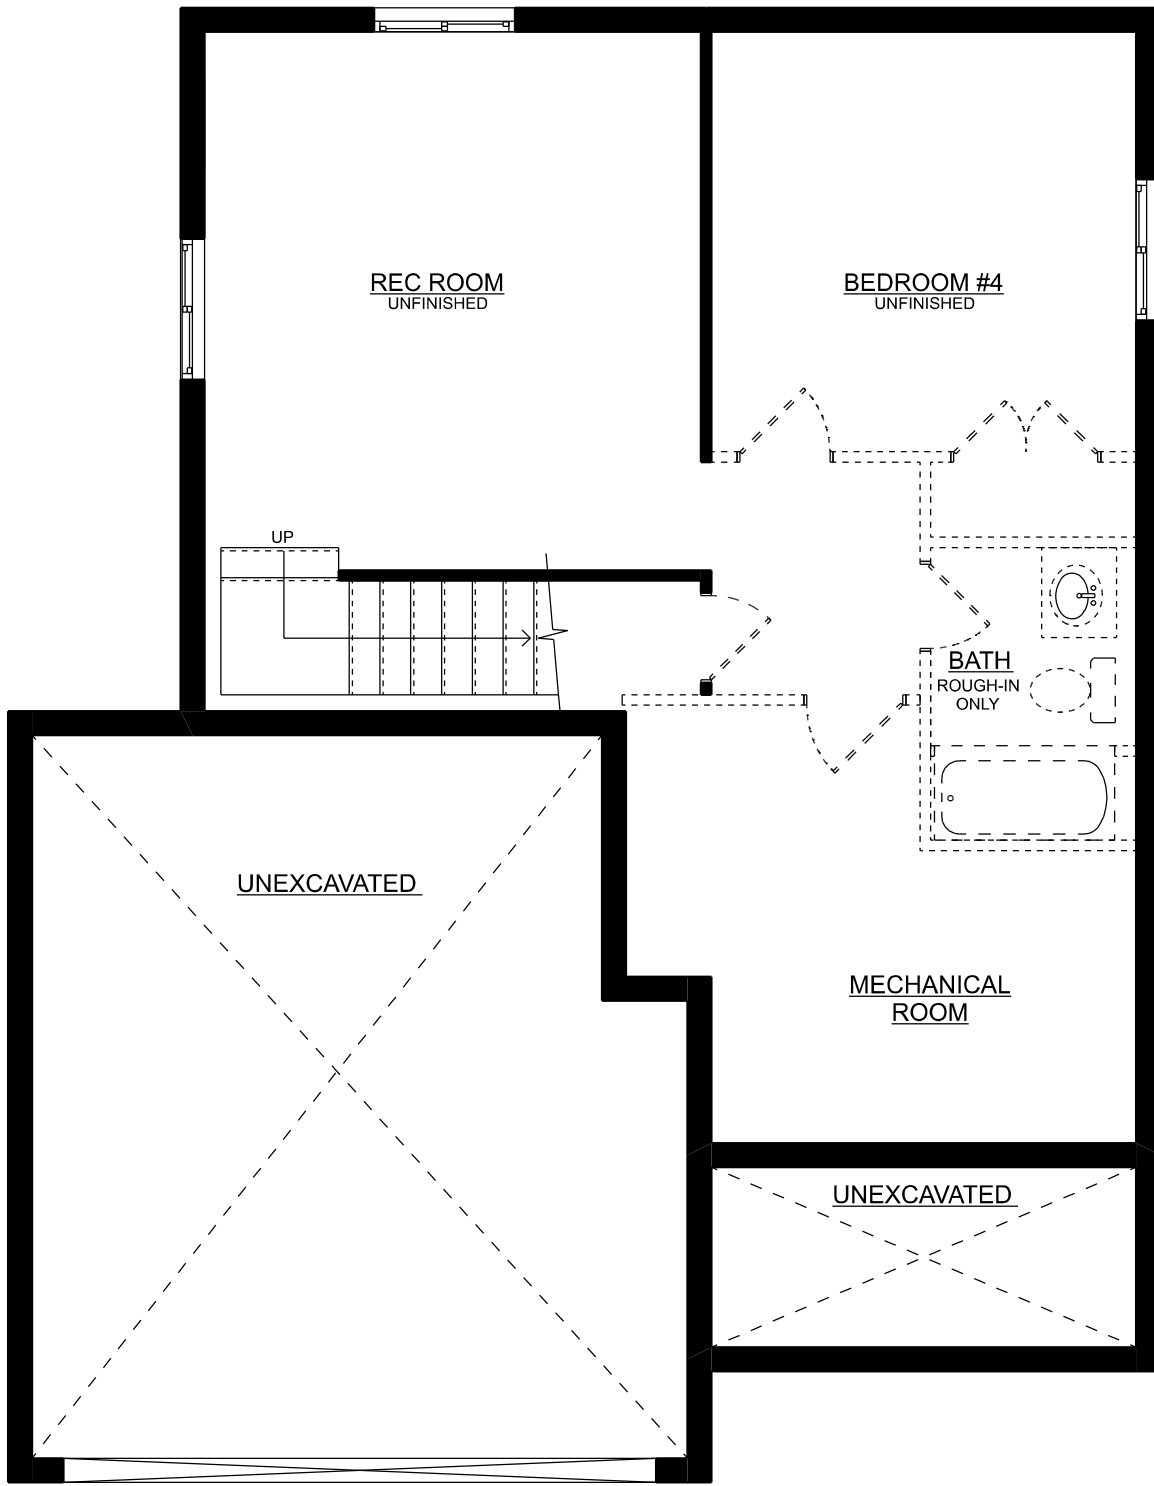 REC ROOM
UNFINISHED
BEDROOM #4
UNFINISHED
UP
BATH
ROUGH-IN
ONLY
UNEXCAVATED
MECHANICAL
ROOM
UNEXCAVATED